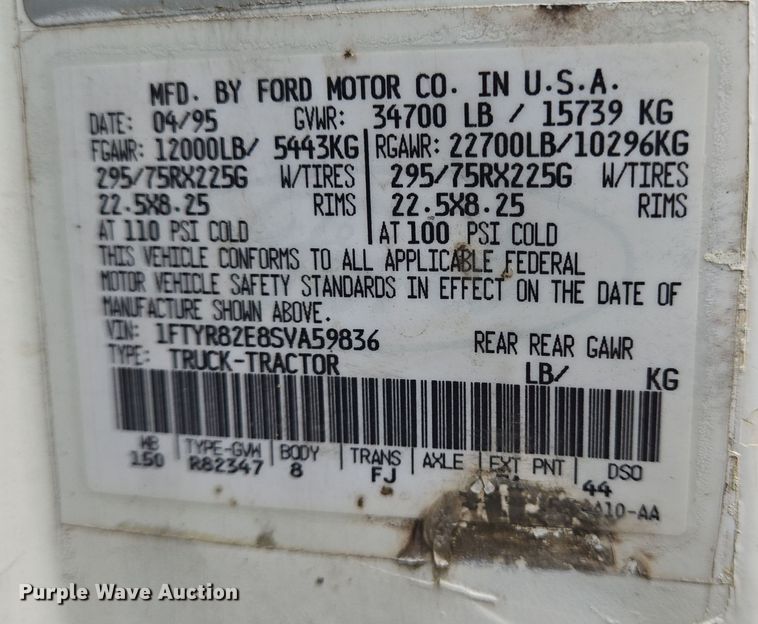 MFD. BY FORD MOTOR CO. IN U.S.A.
DATE: 04/95 GVWR: 34700 LB / 15739 KG
FGAWR: 12000LB/ 5443KG RGAWR: 22700LB/10296KG
295/75RX225G W/TIRES 295/75RX225G W/TIRES
22.5X8.25 RIMS 22.5X8.25 RIMS
AT 110 PSI COLD AT 100 PSI COLD
THIS VEHICLE CONFORMS TO ALL APPLICABLE FEDERAL
MOTOR VEHICLE SAFETY STANDARDS IN EFFECT ON THE DATE OF
MANUFACTURE SHOWN ABOVE.
VIN: 1FTYR82E8SVA59836 REAR REAR GAWR
TYPE: TRUCK-TRACTOR LB/ KG
WB TYPE-GVW BODY TRANS AXLE EXT PNT DSO
150 R82347 8 FJ 44
A10-AA
Purple Wave Auction